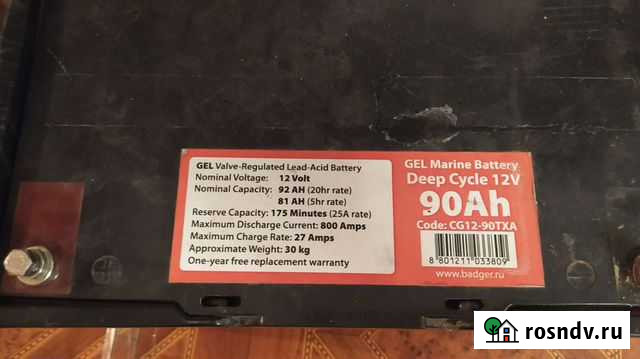 GEL Valve-Regulated Lead-Acid Battery
Nominal Voltage: 12 Volt
Nominal Capacity: 92 AH (20hr rate)
81 AH (5hr rate)
Reserve Capacity: 175 Minutes (25A rate)
Maximum Discharge Current: 800 Amps
Maximum Charge Rate: 27 Amps
Approximate Weight: 30 kg
One-year free replacement warranty
GEL Marine Battery
Deep Cycle 12V
90Ah
Code: CG12-90TXA
8 801211 033809
www.badger.ru
rosndv.ru